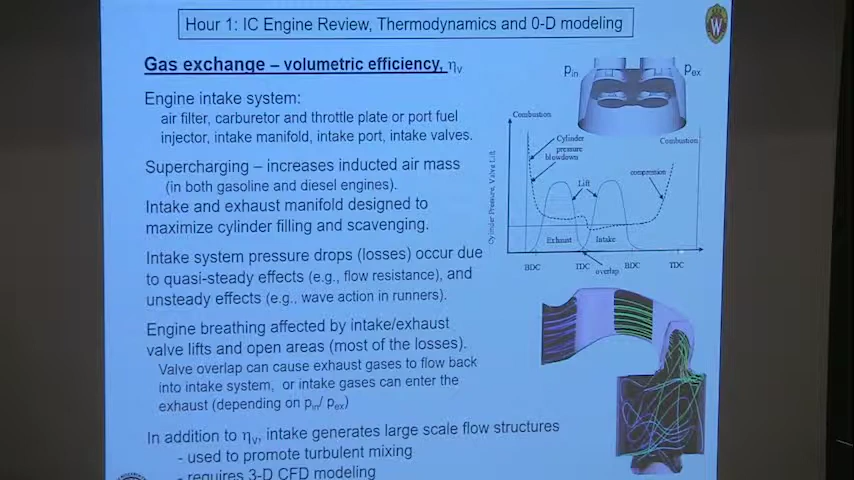 Hour 1: IC Engine Review, Thermodynamics and 0-D modeling
W
Gas exchange – volumetric efficiency, ηv
Engine intake system:
air filter, carburetor and throttle plate or port fuel
injector, intake manifold, intake port, intake valves.
Supercharging – increases inducted air mass
(in both gasoline and diesel engines).
Intake and exhaust manifold designed to
maximize cylinder filling and scavenging.
Intake system pressure drops (losses) occur due
to quasi-steady effects (e.g., flow resistance), and
unsteady effects (e.g., wave action in runners).
Engine breathing affected by intake/exhaust
valve lifts and open areas (most of the losses).
Valve overlap can cause exhaust gases to flow back
into intake system, or intake gases can enter the
exhaust (depending on pin/ pex)
In addition to ηv, intake generates large scale flow structures
- used to promote turbulent mixing
- requires 3-D CFD modeling
pin
pex
Combustion
Cylinder
pressure
blowdown
Combustion
compression
Lift
Cylinder Pressure, Valve Lift
Exhaust
Intake
BDC
TDC
BDC
TDC
overlap